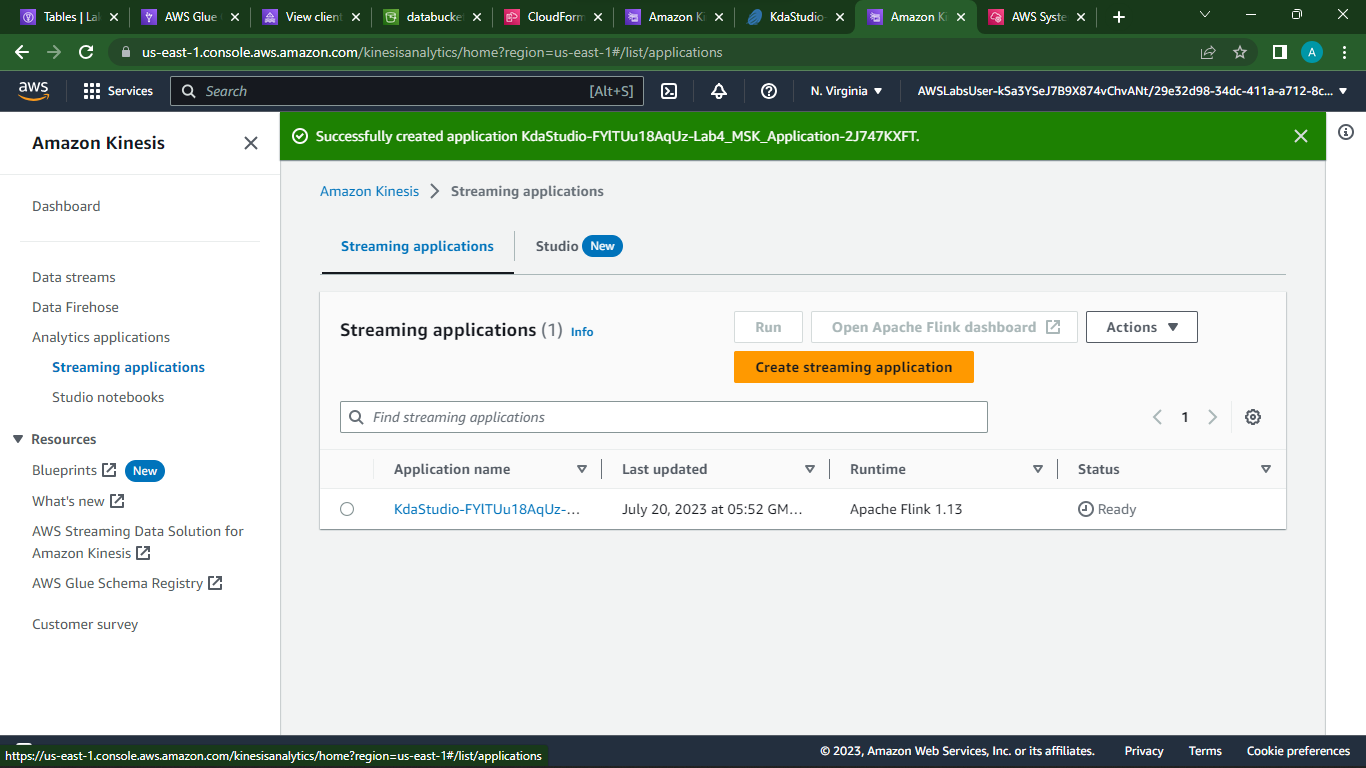 Tables | La
AWS Glue
View client
databucke
CloudForm
Amazon Ki
KdaStudio-
Amazon Ki
AWS Syste
us-east-1.console.aws.amazon.com/kinesisanalytics/home?region=us-east-1#/list/applications
A
aws
Services
Search
[Alt+S]
N. Virginia
AWSLabsUser-kSa3YSeJ7B9X874vChvANt/29e32d98-34dc-411a-a712-8c...
Amazon Kinesis
Dashboard
Data streams
Data Firehose
Analytics applications
Streaming applications
Studio notebooks
Resources
Blueprints New
What's new
AWS Streaming Data Solution for
Amazon Kinesis
AWS Glue Schema Registry
Customer survey
Successfully created application KdaStudio-FYlTUu18AqUz-Lab4_MSK_Application-2J747KXFT.
Amazon Kinesis Streaming applications
Streaming applications
Studio New
Streaming applications (1) Info
Run
Open Apache Flink dashboard
Actions
Create streaming application
Find streaming applications
1
Application name Last updated Runtime Status
KdaStudio-FYlTUu18AqUz-... July 20, 2023 at 05:52 GM... Apache Flink 1.13 Ready
https://us-east-1.console.aws.amazon.com/kinesisanalytics/home?region=us-east-1#/list/applications
© 2023, Amazon Web Services, Inc. or its affiliates. Privacy Terms Cookie preferences